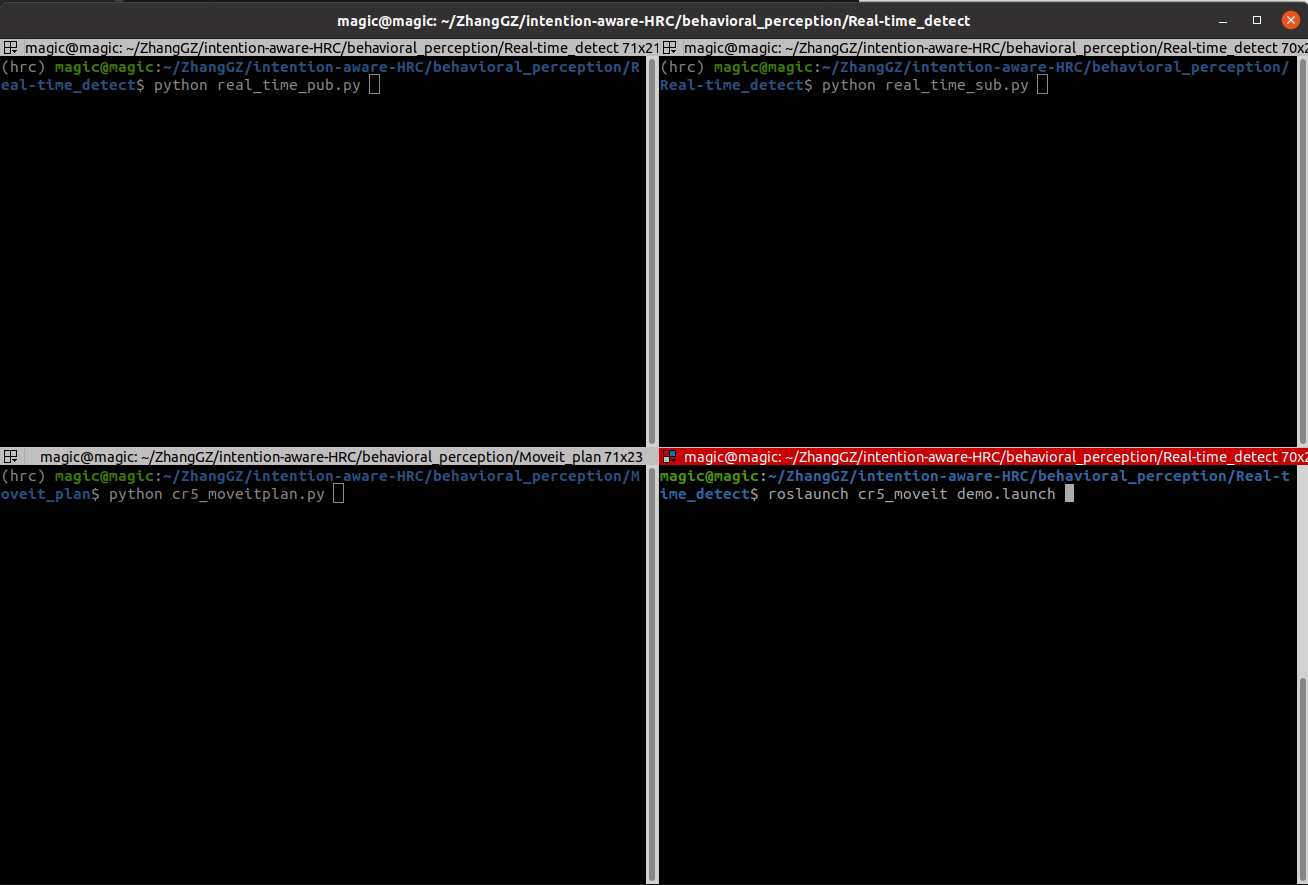 magic@magic: ~/ZhangGZ/intention-aware-HRC/behavioral_perception/Real-time_detect
magic@magic: ~/ZhangGZ/intention-aware-HRC/behavioral_perception/Real-time_detect 71x21
(hrc) magic@magic:~/ZhangGZ/intention-aware-HRC/behavioral_perception/R
eal-time_detect$ python real_time_pub.py
magic@magic: ~/ZhangGZ/intention-aware-HRC/behavioral_perception/Real-time_detect 70x2
(hrc) magic@magic:~/ZhangGZ/intention-aware-HRC/behavioral_perception/
Real-time_detect$ python real_time_sub.py
magic@magic: ~/ZhangGZ/intention-aware-HRC/behavioral_perception/Moveit_plan 71x23
(hrc) magic@magic:~/ZhangGZ/intention-aware-HRC/behavioral_perception/M
oveit_plan$ python cr5_moveitplan.py
magic@magic: ~/ZhangGZ/intention-aware-HRC/behavioral_perception/Real-time_detect 70x2
magic@magic:~/ZhangGZ/intention-aware-HRC/behavioral_perception/Real-t
ime_detect$ roslaunch cr5_moveit demo.launch